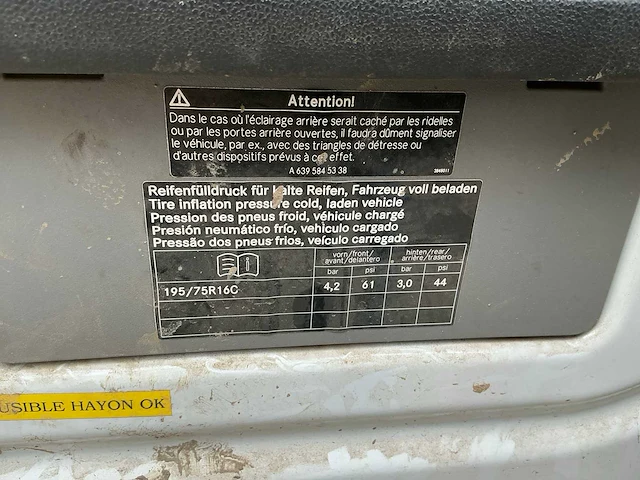 Attention!
Dans le cas où l'éclairage arrière serait caché par les ridelles
ou par les portes arrière ouvertes, il faudra dûment signaliser
le véhicule, par ex., avec des triangles de détresse ou
d'autres dispositifs prévus à cet effet.
A 639 584 53 38
Reifenfülldruck für kalte Reifen, Fahrzeug voll beladen
Tire inflation pressure cold, laden vehicle
Pression des pneus froid, véhicule chargé
Presión neumático frío, vehiculo cargado
Pressão dos pneus frios, veículo carregado
vorn/front/ hinten/rear/
avant/delantero arrière/trasero
bar psi bar psi
195/75R16C 4,2 61 3,0 44
USIBLE HAYON OK